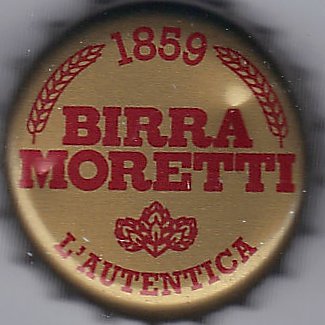 1859
BIRRA
MORETTI
L'AUTENTICA